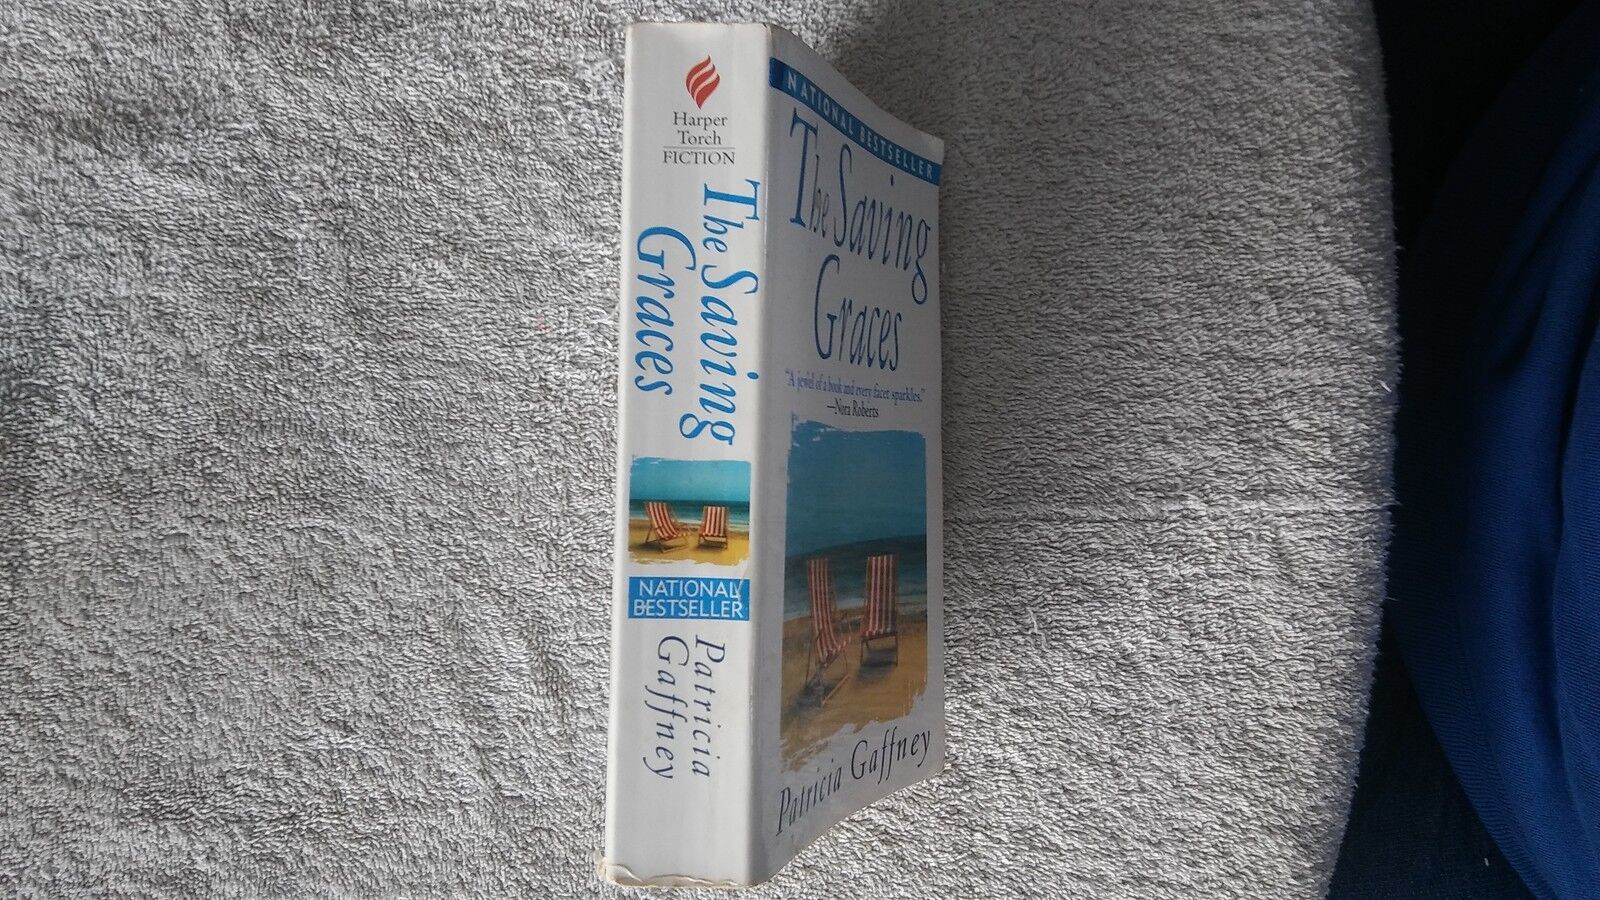 Harper
Torch
FICTION
The Saving
Graces
NATIONAL
BESTSELLER
Patricia
Gaffney
NATIONAL BESTSELLER
The Saving
Graces
"A jewel of a book and every facet sparkles."
—Nora Roberts
Patricia Gaffney